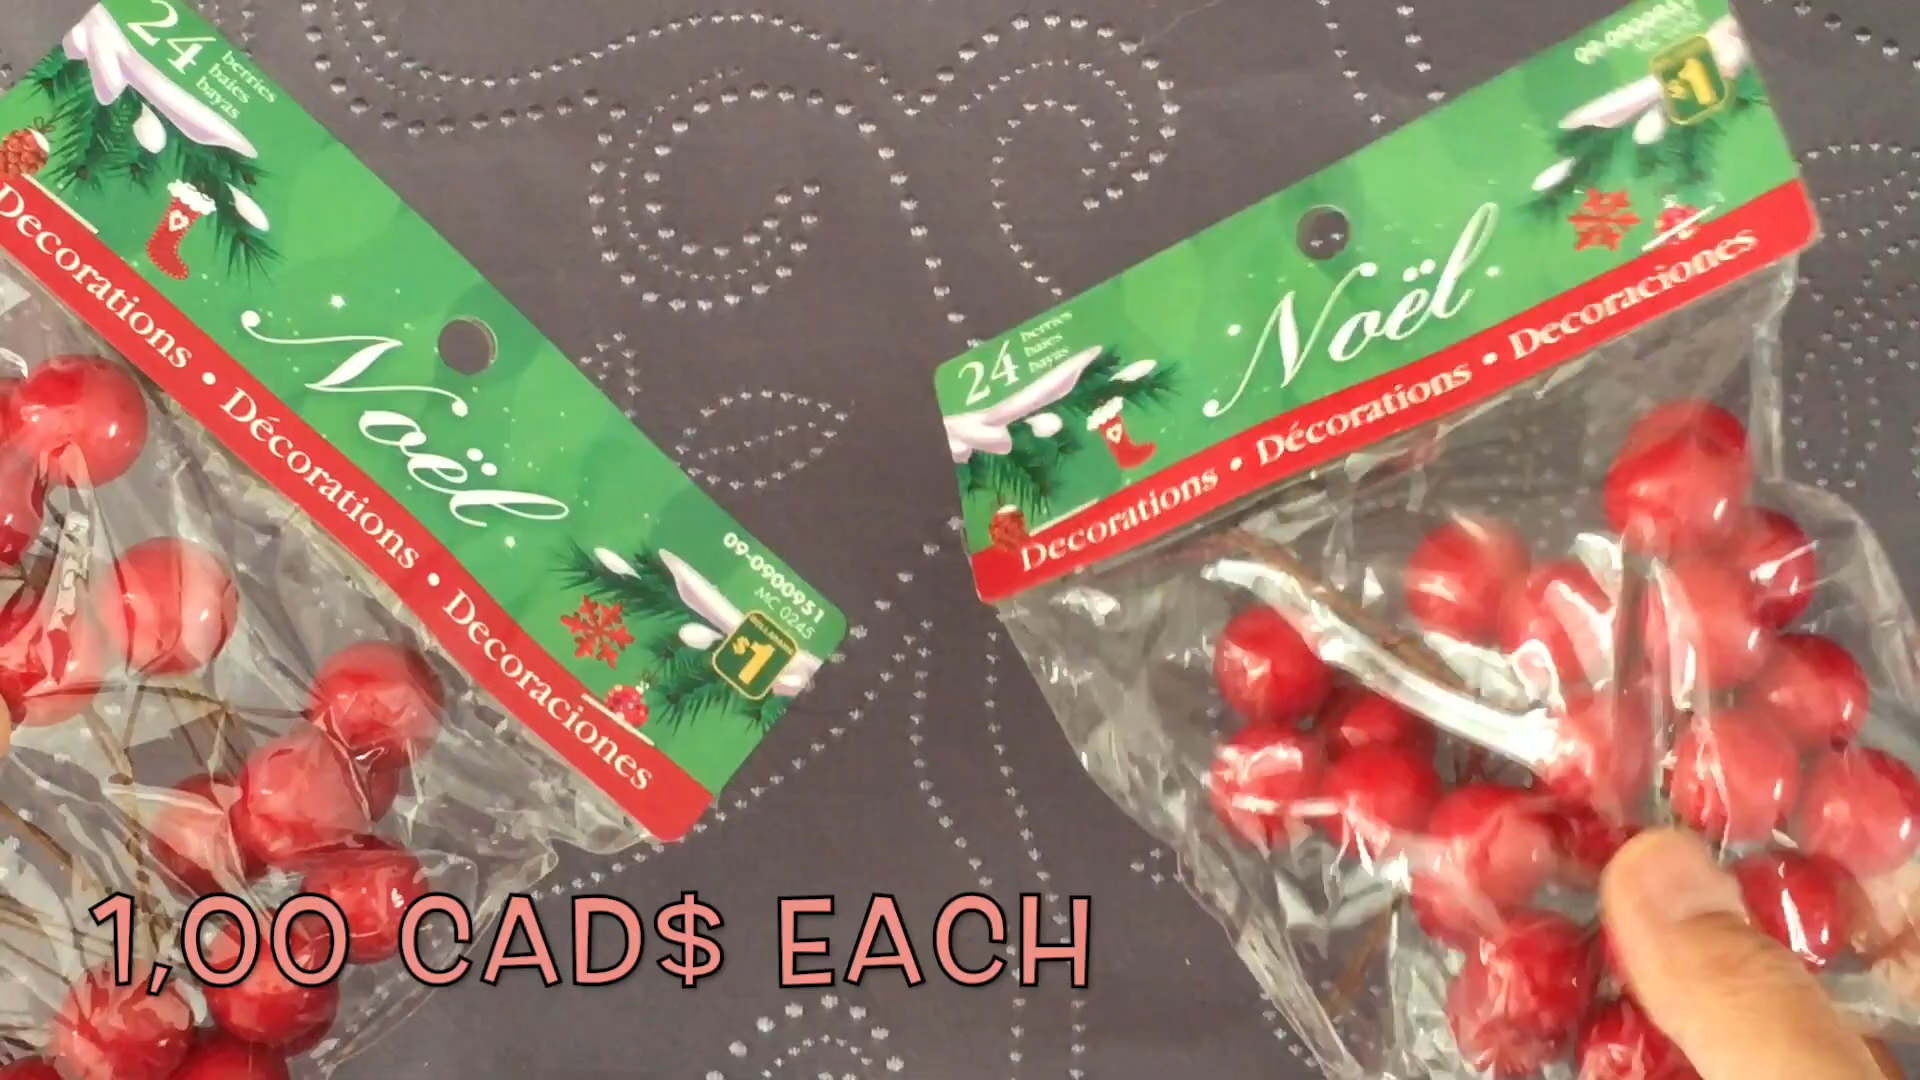 24 berries
baies
bayas
Noël
Decorations • Décorations • Decoraciones
09-0900951
MC 0245
DOLLARAMA
$1
24 berries
baies
bayas
Noël
Decorations • Décorations • Decoraciones
$1
1,00 CAD$ EACH